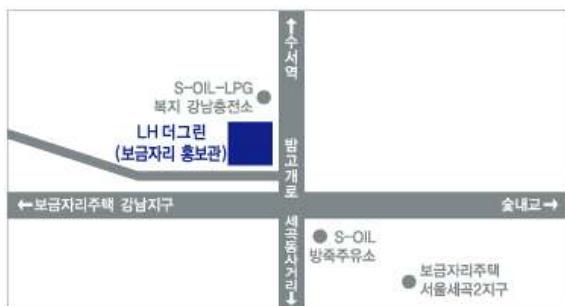 ↑수서역
S-OIL-LPG
복지 강남충전소
LH 더그린
(보금자리 홍보관)
밤고개로
←보금자리주택 강남지구
숯내교→
세곡동사거리↓
S-OIL
방죽주유소
보금자리주택
서울세곡2지구